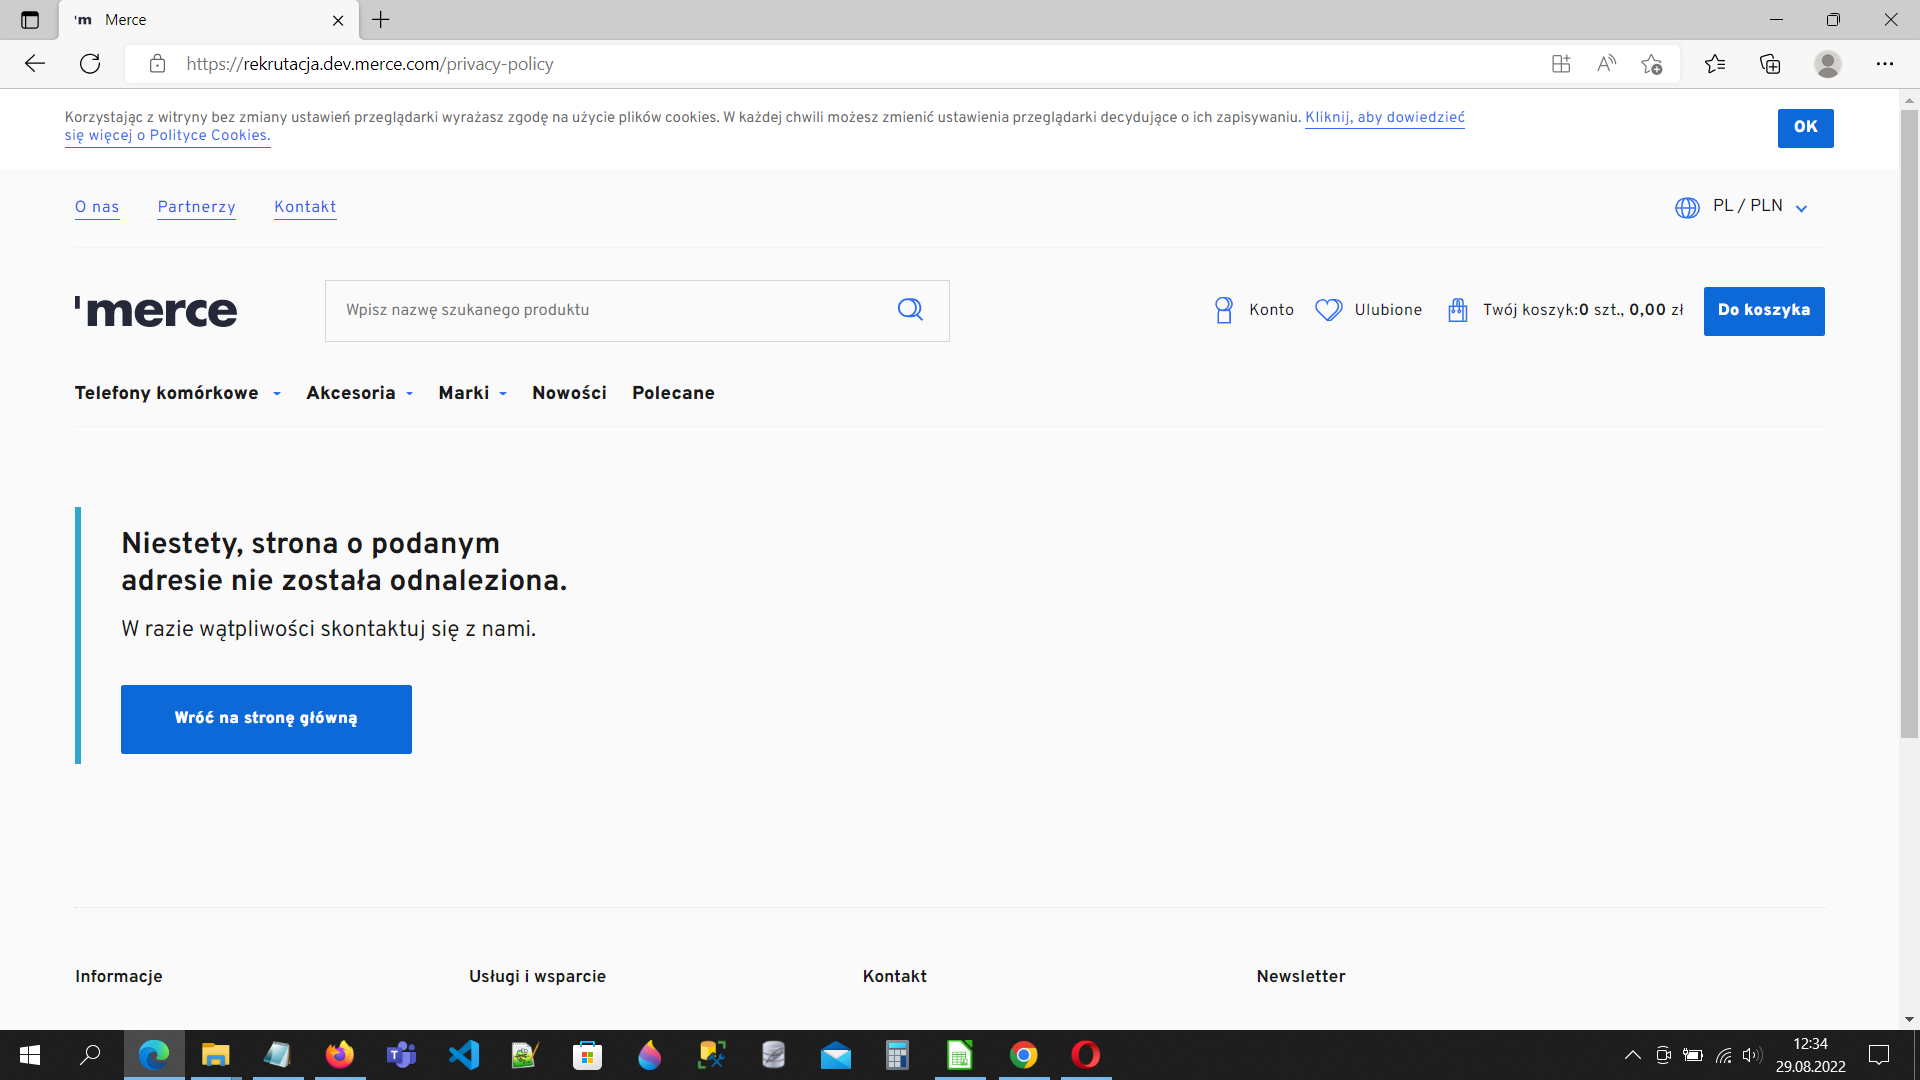 'm Merce
https://rekrutacja.dev.merce.com/privacy-policy
Korzystając z witryny bez zmiany ustawień przeglądarki wyrażasz zgodę na użycie plików cookies. W każdej chwili możesz zmienić ustawienia przeglądarki decydujące o ich zapisywaniu. Kliknij, aby dowiedzieć
się więcej o Polityce Cookies.
OK
O nas Partnerzy Kontakt
PL / PLN
'merce
Wpisz nazwę szukanego produktu
Konto Ulubione Twój koszyk:0 szt., 0,00 zł Do koszyka
Telefony komórkowe Akcesoria Marki Nowości Polecane
Niestety, strona o podanym
adresie nie została odnaleziona.
W razie wątpliwości skontaktuj się z nami.
Wróć na stronę główną
Informacje Usługi i wsparcie Kontakt Newsletter
12:34
29.08.2022